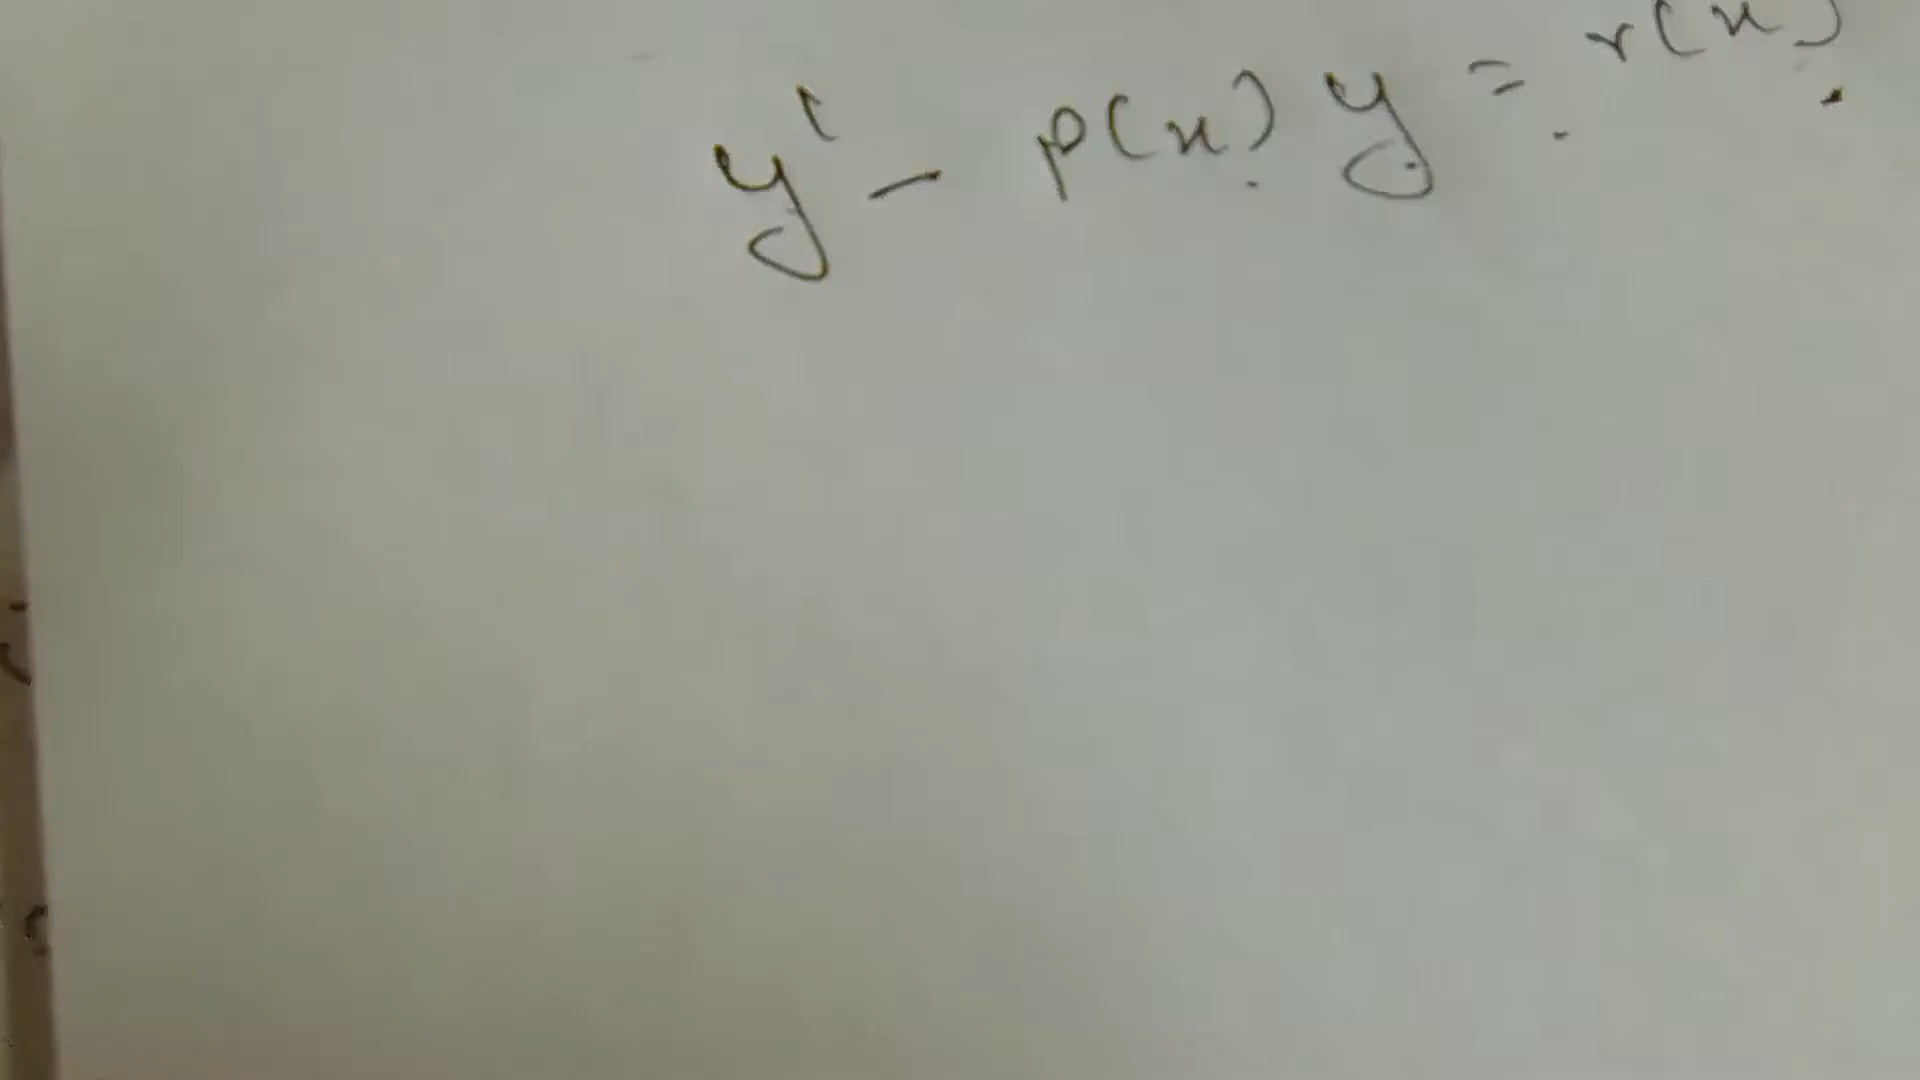 y' - p(x) y = r(x)